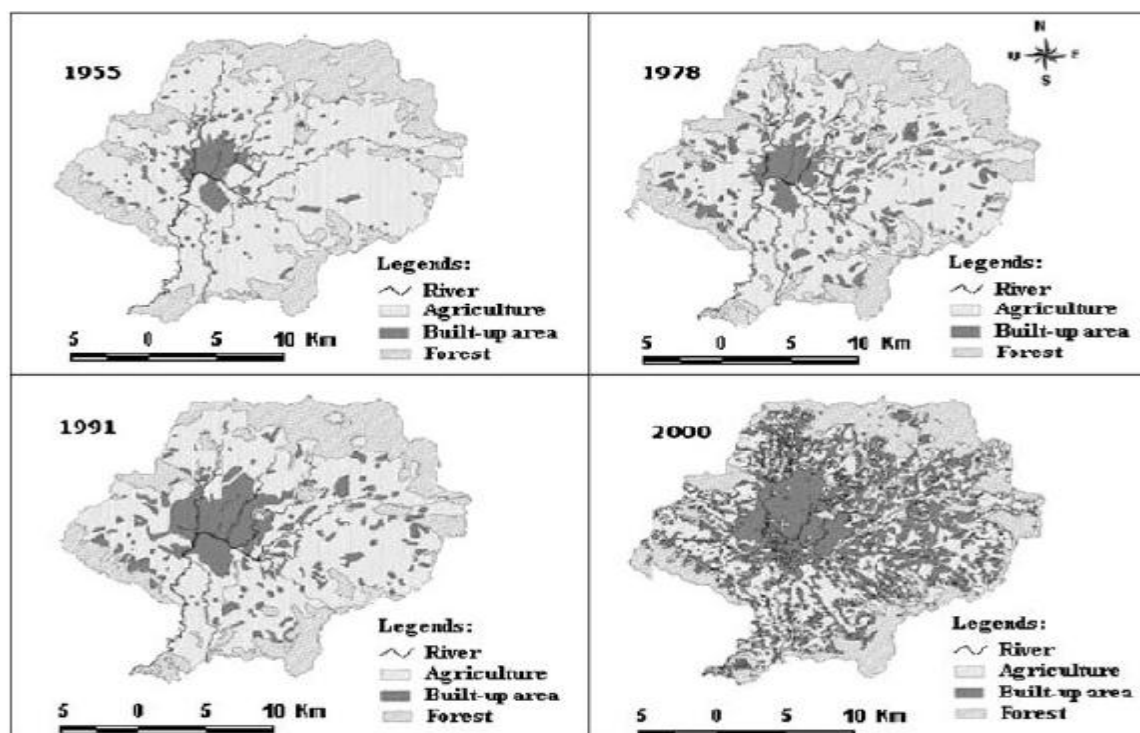 1955
Legends:
River
Agriculture
Built-up area
Forest
5 0 5 10 Km
1978
N
E
S
Legends:
River
Agriculture
Built-up area
Forest
5 0 5 10 Km
1991
Legends:
River
Agriculture
Built-up area
Forest
5 0 5 10 Km
2000
Legends:
River
Agriculture
Built-up area
Forest
5 0 5 10 Km